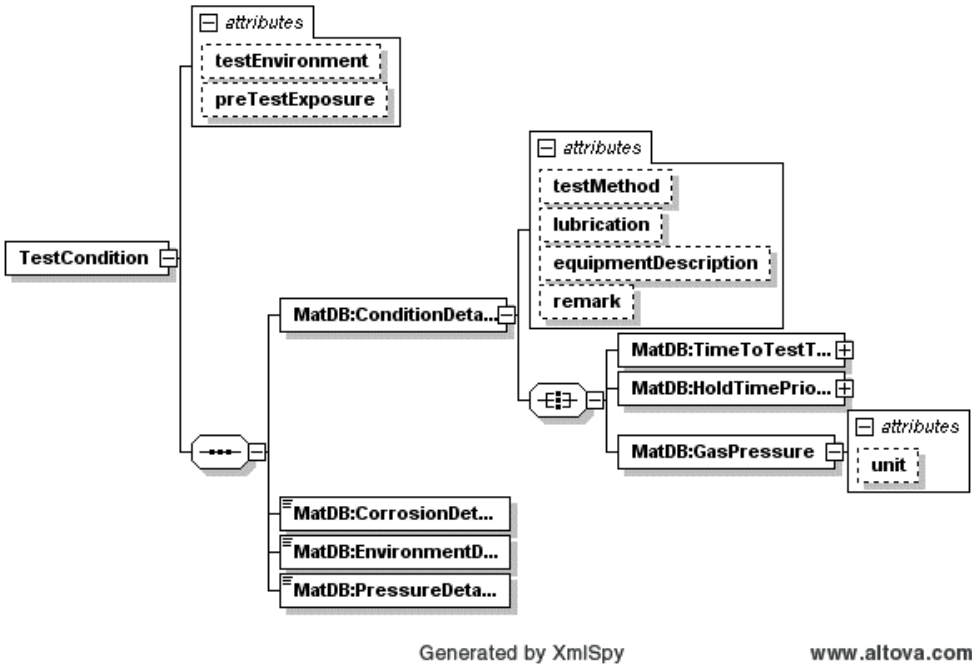 attributes
testEnvironment
preTestExposure
attributes
testMethod
lubrication
equipmentDescription
remark
TestCondition
MatDB:ConditionDeta...
MatDB:TimeToTestT...
MatDB:HoldTimePrio...
attributes
MatDB:GasPressure
unit
MatDB:CorrosionDet...
MatDB:EnvironmentD...
MatDB:PressureDeta...
Generated by XmlSpy
www.altova.com